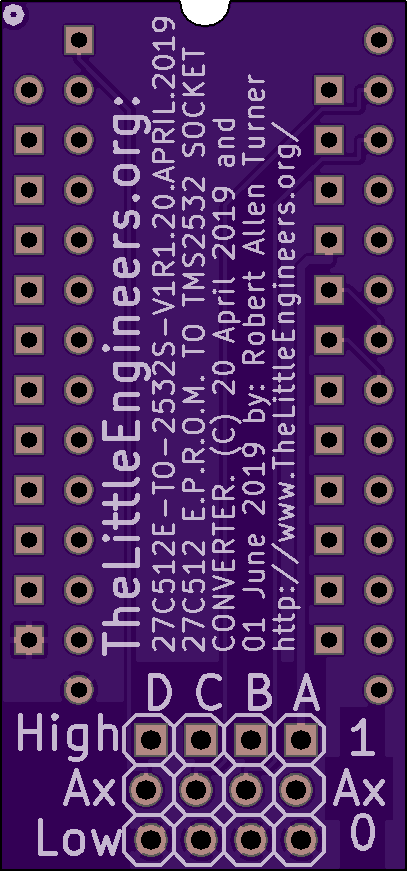 TheLittleEngineers.org:
27C512E-TO-2532S-V1R1.20.APRIL.2019
27C512 E.P.R.O.M. TO TMS2532 SOCKET
CONVERTER. (C) 20 April 2019 and
01 June 2019 by: Robert Allen Turner
http://www.TheLittleEngineers.org/
D C B A
High 1
Ax Ax
Low 0